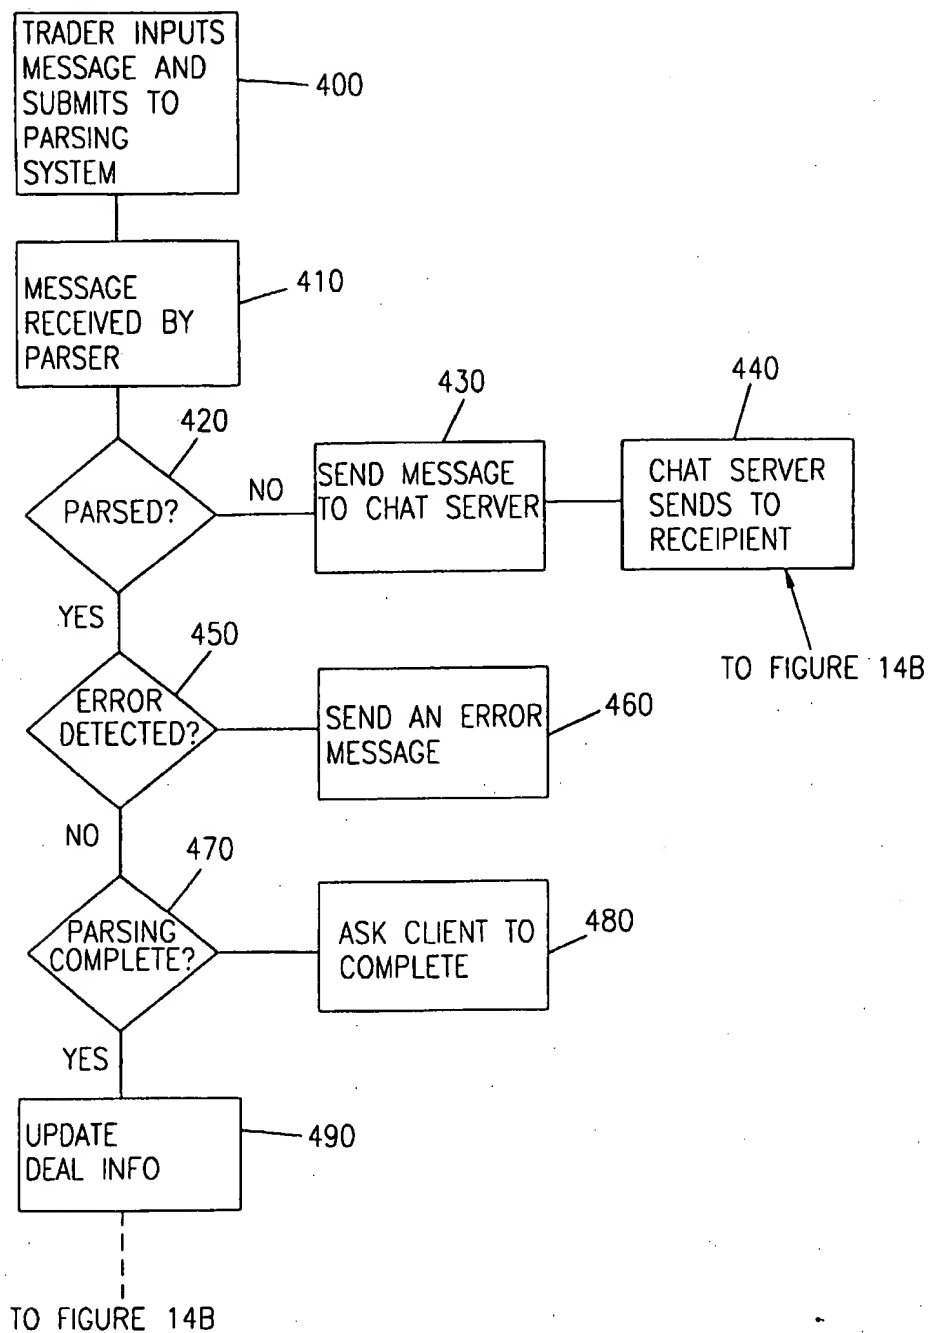 TRADER INPUTS
MESSAGE AND
SUBMITS TO
PARSING
SYSTEM
400
MESSAGE
RECEIVED BY
PARSER
410
420
PARSED?
NO
430
SEND MESSAGE
TO CHAT SERVER
440
CHAT SERVER
SENDS TO
RECEIPIENT
TO FIGURE 14B
YES
450
ERROR
DETECTED?
SEND AN ERROR
MESSAGE
460
NO
470
PARSING
COMPLETE?
ASK CLIENT TO
COMPLETE
480
YES
UPDATE
DEAL INFO
490
TO FIGURE 14B